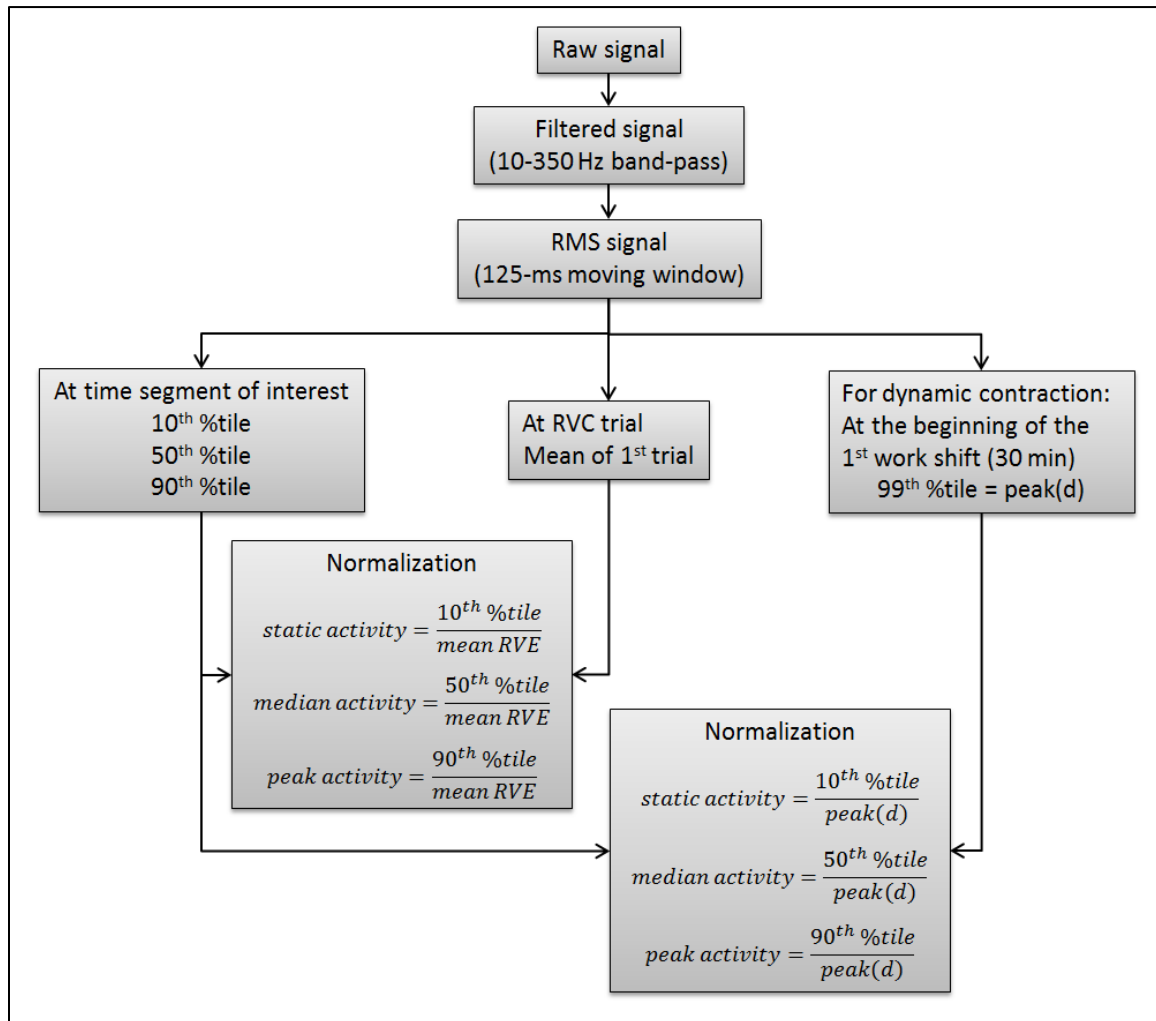 Raw signal
Filtered signal
(10-350 Hz band-pass)
RMS signal
(125-ms moving window)
At time segment of interest
10th %tile
50th %tile
90th %tile
At RVC trial
Mean of 1st trial
For dynamic contraction:
At the beginning of the
1st work shift (30 min)
99th %tile = peak(d)
Normalization
static activity = 10th %tile / mean RVE
median activity = 50th %tile / mean RVE
peak activity = 90th %tile / mean RVE
Normalization
static activity = 10th %tile / peak(d)
median activity = 50th %tile / peak(d)
peak activity = 90th %tile / peak(d)